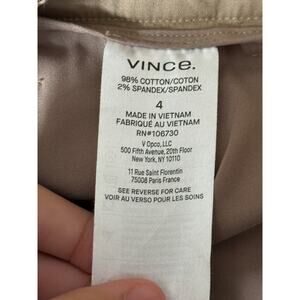 VINCE.
98% COTTON/COTON
2% SPANDEX/SPANDEX
4
MADE IN VIETNAM
FABRIQUÉ AU VIETNAM
RN#106730
V Opco, LLC
500 Fifth Avenue, 20th Floor
New York, NY 10110
11 Rue Saint Florentin
75008 Paris France
SEE REVERSE FOR CARE
VOIR AU VERSO POUR LES SOINS